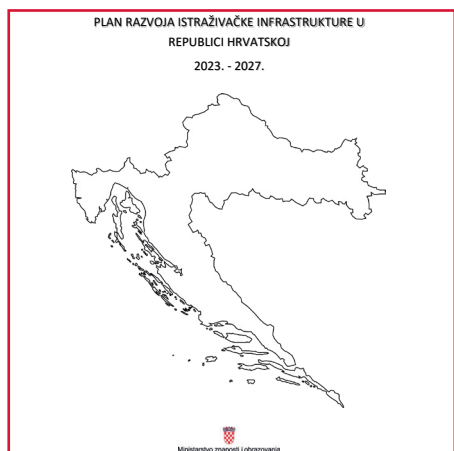 PLAN RAZVOJA ISTRAŽIVAČKE INFRASTRUKTURE U
REPUBLICI HRVATSKOJ
2023. - 2027.
Ministarstvo znanosti i obrazovanja